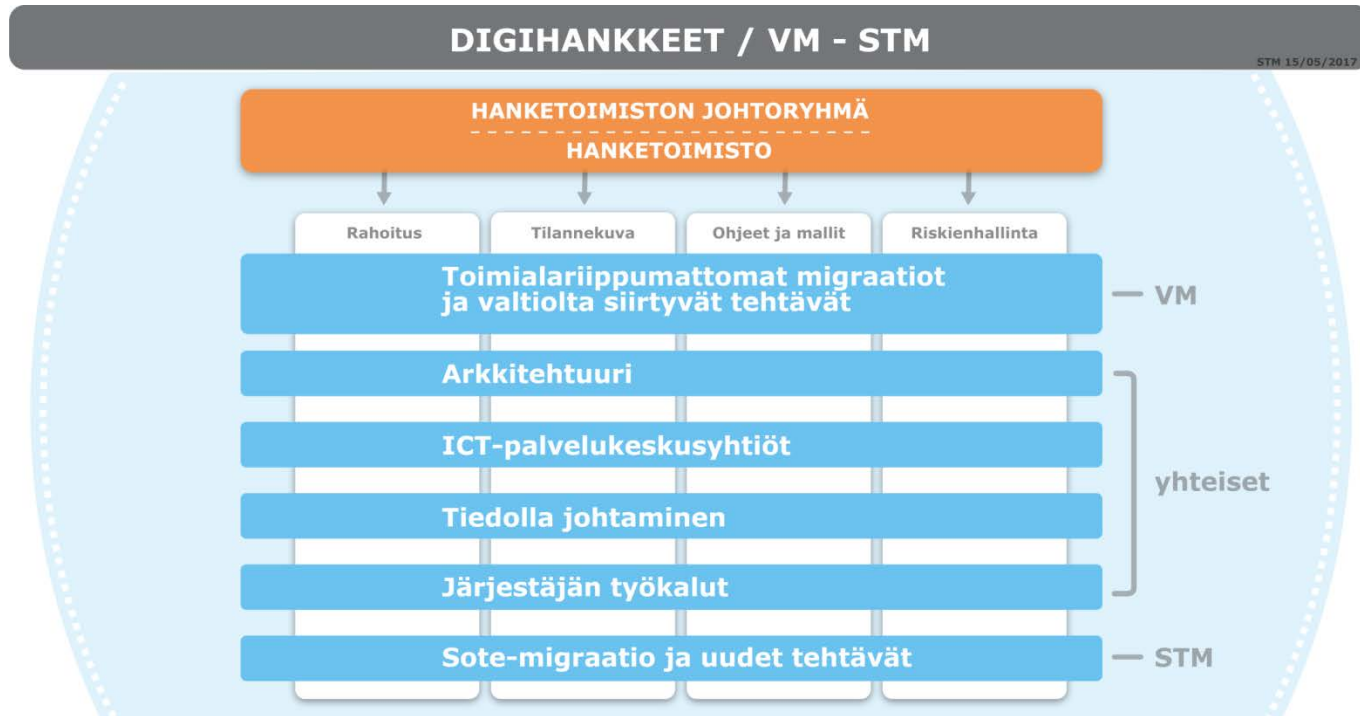 DIGIHANKKEET / VM - STM
STM 15/05/2017
HANKETOIMISTON JOHTORYHMÄ
HANKETOIMISTO
Rahoitus
Tilannekuva
Ohjeet ja mallit
Riskienhallinta
Toimialariippumattomat migraatiot
ja valtiolta siirtyvät tehtävät
VM
Arkkitehtuuri
ICT-palvelukeskusyhtiöt
yhteiset
Tiedolla johtaminen
Järjestäjän työkalut
Sote-migraatio ja uudet tehtävät
STM